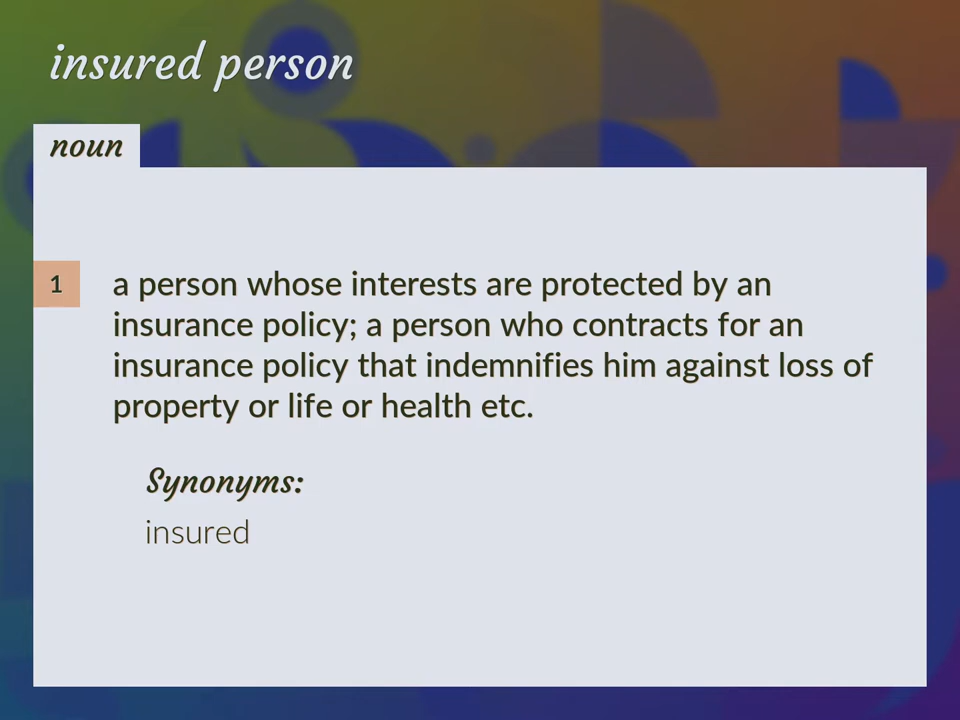 insured person
noun
1
a person whose interests are protected by an
insurance policy; a person who contracts for an
insurance policy that indemnifies him against loss of
property or life or health etc.
Synonyms:
insured